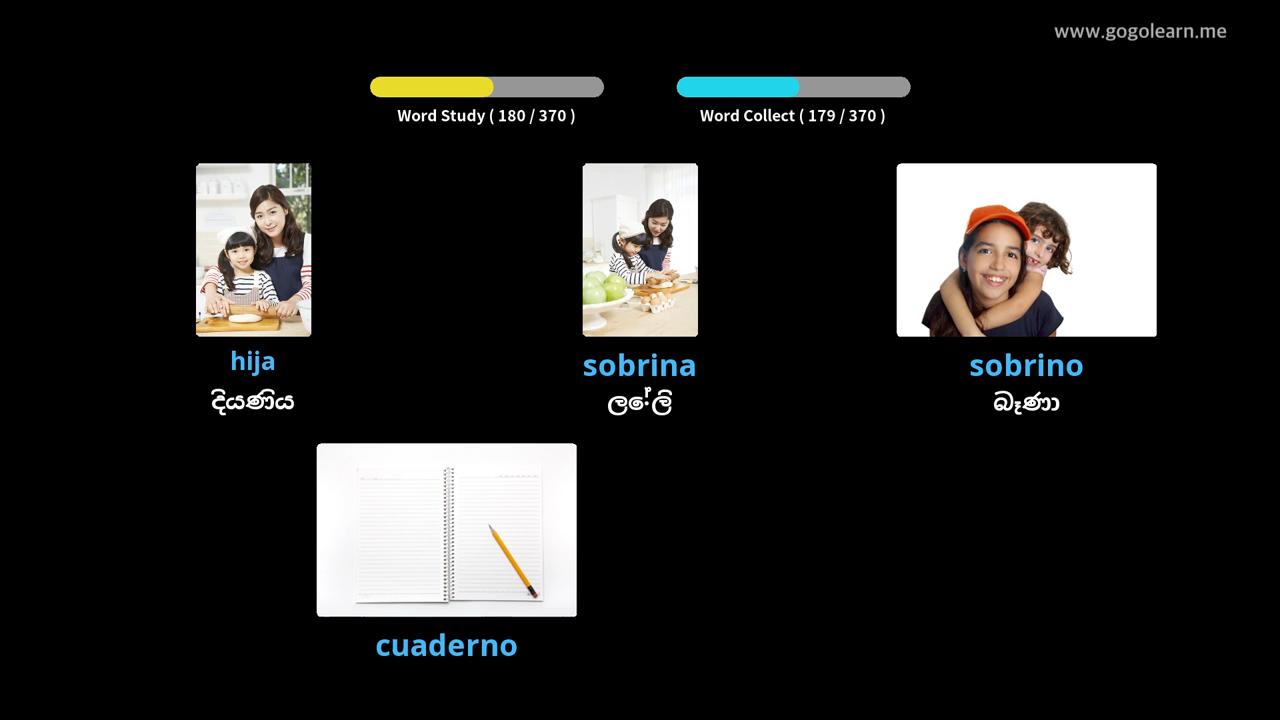 www.gogolearn.me
Word Study ( 180 / 370 )
Word Collect ( 179 / 370 )
hija
දියණිය
sobrina
sobrino
බෑණා
cuaderno